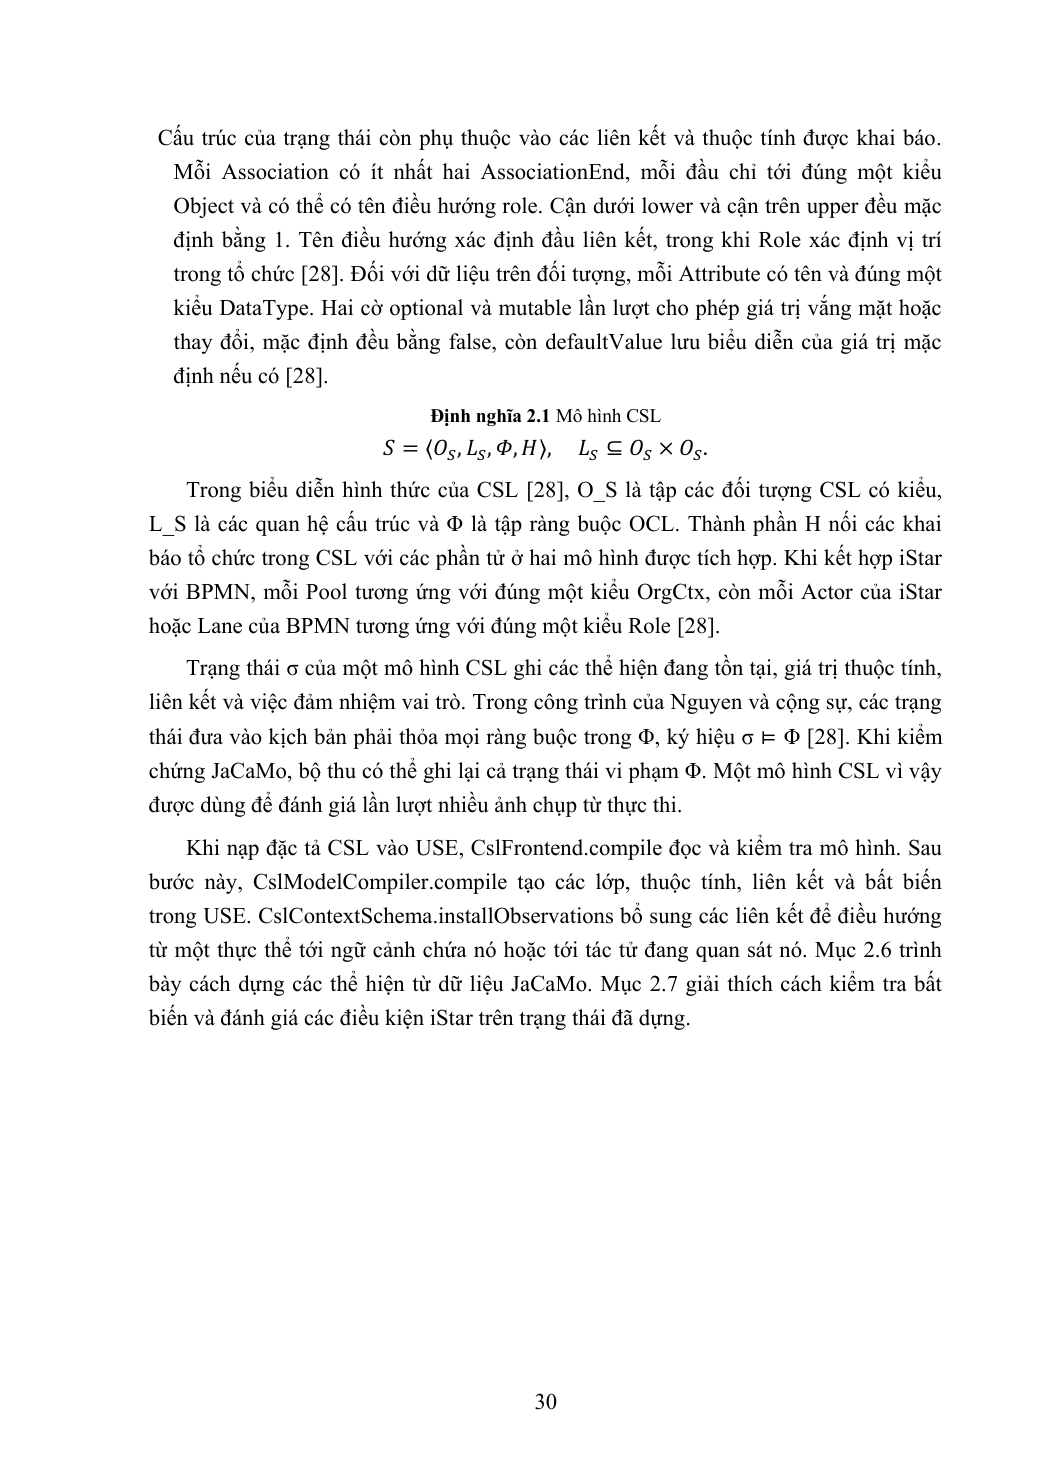 Cấu trúc của trạng thái còn phụ thuộc vào các liên kết và thuộc tính được khai báo.
Mỗi Association có ít nhất hai AssociationEnd, mỗi đầu chỉ tới đúng một kiểu
Object và có thể có tên điều hướng role. Cận dưới lower và cận trên upper đều mặc
định bằng 1. Tên điều hướng xác định đầu liên kết, trong khi Role xác định vị trí
trong tổ chức [28]. Đối với dữ liệu trên đối tượng, mỗi Attribute có tên và đúng một
kiểu DataType. Hai cờ optional và mutable lần lượt cho phép giá trị vắng mặt hoặc
thay đổi, mặc định đều bằng false, còn defaultValue lưu biểu diễn của giá trị mặc
định nếu có [28].
Định nghĩa 2.1 Mô hình CSL
S = ⟨O_S, L_S, Φ, H⟩, L_S ⊆ O_S × O_S.
Trong biểu diễn hình thức của CSL [28], O_S là tập các đối tượng CSL có kiểu,
L_S là các quan hệ cấu trúc và Φ là tập ràng buộc OCL. Thành phần H nối các khai
báo tổ chức trong CSL với các phần tử ở hai mô hình được tích hợp. Khi kết hợp iStar
với BPMN, mỗi Pool tương ứng với đúng một kiểu OrgCtx, còn mỗi Actor của iStar
hoặc Lane của BPMN tương ứng với đúng một kiểu Role [28].
Trạng thái σ của một mô hình CSL ghi các thể hiện đang tồn tại, giá trị thuộc tính,
liên kết và việc đảm nhiệm vai trò. Trong công trình của Nguyen và cộng sự, các trạng
thái đưa vào kịch bản phải thỏa mọi ràng buộc trong Φ, ký hiệu σ ⊨ Φ [28]. Khi kiểm
chứng JaCaMo, bộ thu có thể ghi lại cả trạng thái vi phạm Φ. Một mô hình CSL vì vậy
được dùng để đánh giá lần lượt nhiều ảnh chụp từ thực thi.
Khi nạp đặc tả CSL vào USE, CslFrontend.compile đọc và kiểm tra mô hình. Sau
bước này, CslModelCompiler.compile tạo các lớp, thuộc tính, liên kết và bất biến
trong USE. CslContextSchema.installObservations bổ sung các liên kết để điều hướng
từ một thực thể tới ngữ cảnh chứa nó hoặc tới tác tử đang quan sát nó. Mục 2.6 trình
bày cách dựng các thể hiện từ dữ liệu JaCaMo. Mục 2.7 giải thích cách kiểm tra bất
biến và đánh giá các điều kiện iStar trên trạng thái đã dựng.
30